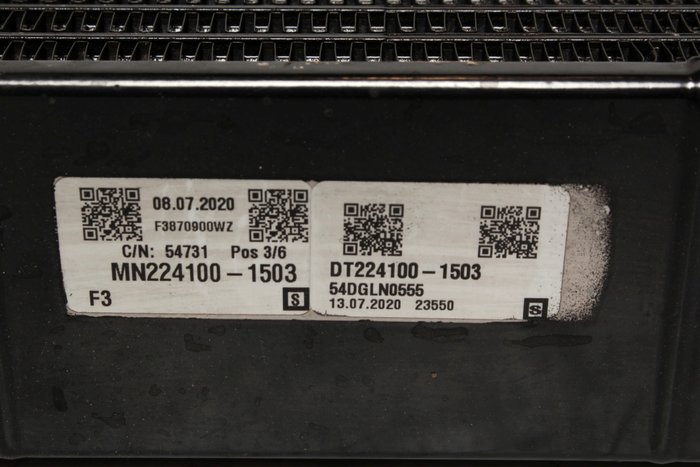 08.07.2020
F3870900WZ
C/N: 54731 Pos 3/6
MN224100-1503
F3 S
DT224100-1503
54DGLN0555
13.07.2020 23550
S